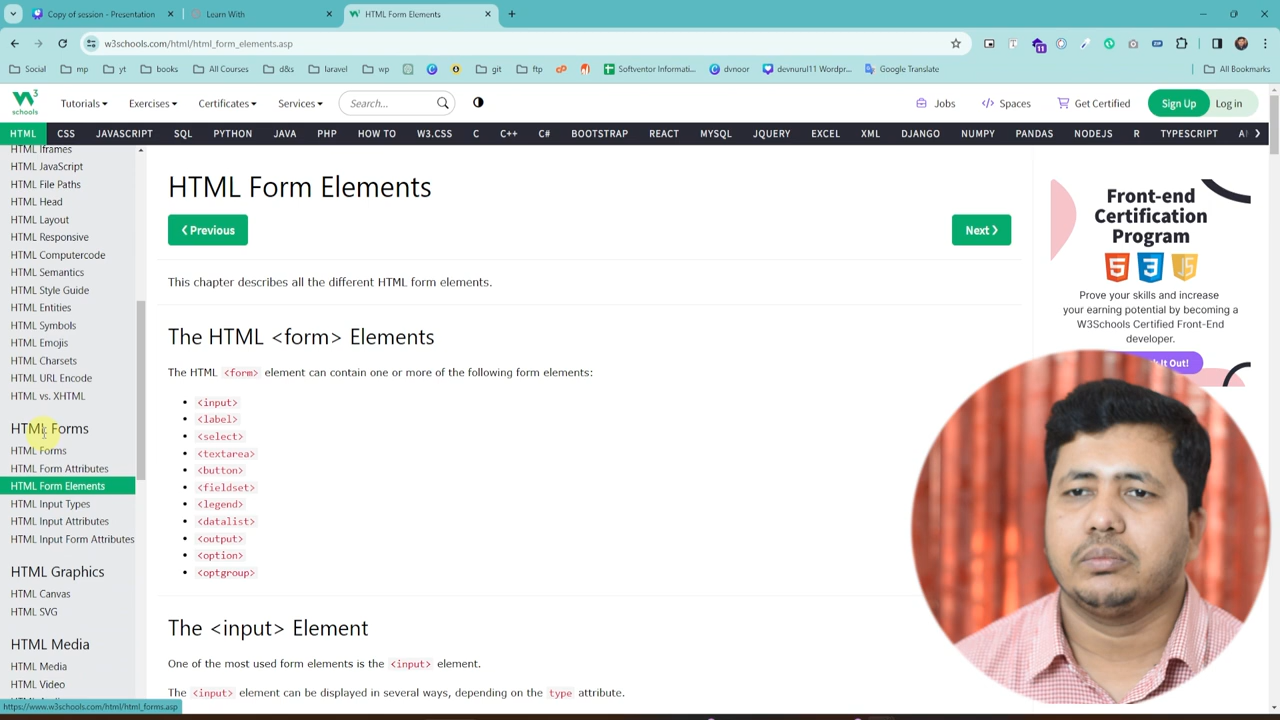 Copy of session - Presentation
Learn With
HTML Form Elements
w3schools.com/html/html_form_elements.asp
11
Social
mp
yt
books
All Courses
d&s
laravel
wp
git
ftp
Softventor Informati...
dvnoor
devnurul11 Wordpr...
Google Translate
All Bookmarks
W3
schools
Tutorials
Exercises
Certificates
Services
Search...
Jobs
Spaces
Get Certified
Sign Up
Log in
HTML CSS JAVASCRIPT SQL PYTHON JAVA PHP HOW TO W3.CSS C C++ C# BOOTSTRAP REACT MYSQL JQUERY EXCEL XML DJANGO NUMPY PANDAS NODEJS R TYPESCRIPT
HTML Iframes
HTML JavaScript
HTML File Paths
HTML Head
HTML Layout
HTML Responsive
HTML Computercode
HTML Semantics
HTML Style Guide
HTML Entities
HTML Symbols
HTML Emojis
HTML Charsets
HTML URL Encode
HTML vs. XHTML
HTML Forms
HTML Forms
HTML Form Attributes
HTML Form Elements
HTML Input Types
HTML Input Attributes
HTML Input Form Attributes
HTML Graphics
HTML Canvas
HTML SVG
HTML Media
HTML Media
HTML Video
https://www.w3schools.com/html/html_forms.asp
HTML Form Elements
❮ Previous
Next ❯
This chapter describes all the different HTML form elements.
The HTML <form> Elements
The HTML <form> element can contain one or more of the following form elements:
• <input>
• <label>
• <select>
• <textarea>
• <button>
• <fieldset>
• <legend>
• <datalist>
• <output>
• <option>
• <optgroup>
The <input> Element
One of the most used form elements is the <input> element.
The <input> element can be displayed in several ways, depending on the type attribute.
Front-end
Certification
Program
5 3 JS
Prove your skills and increase
your earning potential by becoming a
W3Schools Certified Front-End
developer.
It Out!